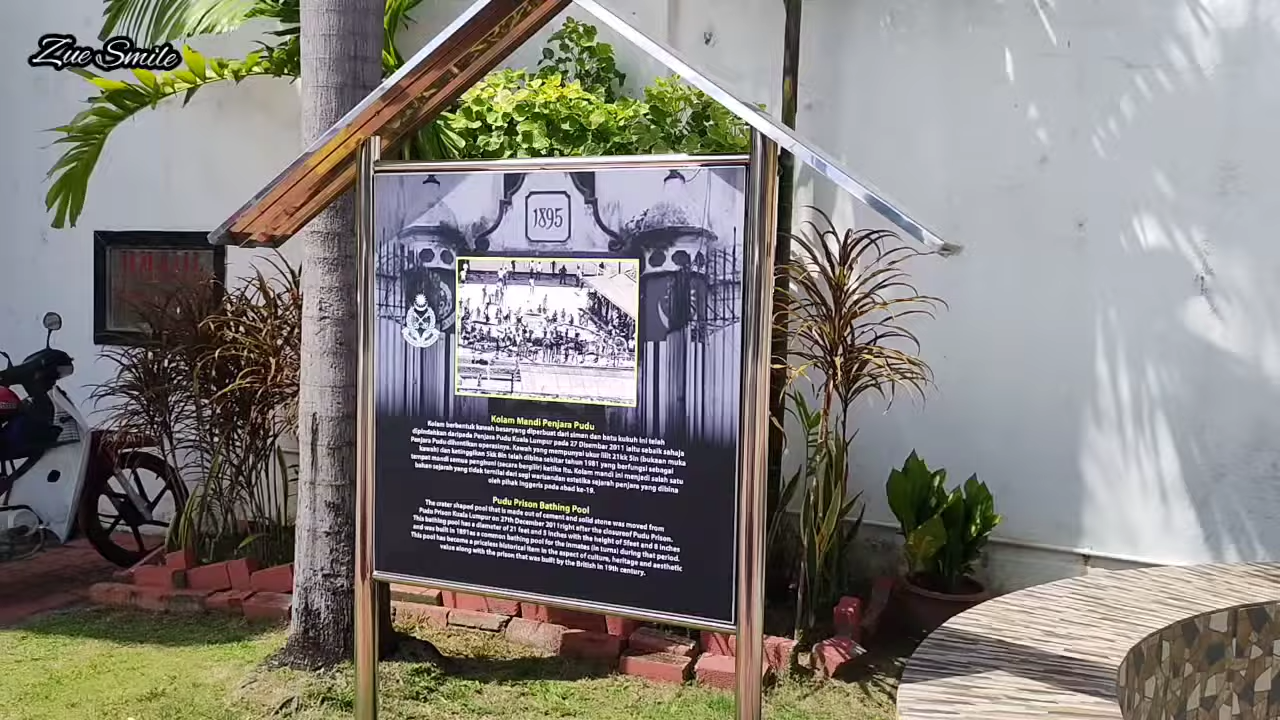 Zue Smile
1895
Kolam Mandi Penjara Pudu
Kolam berbentuk kawah besaryang diperbuat dari simen dan batu kukuh ini telah
dipindahkan daripada Penjara Pudu Kuala Lumpur pada 27 Disember 2011 iaitu sebaik sahaja
Penjara Pudu dihentikan operasinya. Kawah yang mempunyai ukur lilit 21kk 5in (bukaan muka
kawah) dan ketinggian 5kk 8in telah dibina sekitar tahun 1981 yang berfungsi sebagai
tempat mandi semua penghuni (secara bergilir) ketika itu. Kolam mandi ini menjadi salah satu
bahan sejarah yang tidak ternilai dari segi warisandan estetika sejarah penjara yang dibina
oleh pihak Inggeris pada abad ke-19.
Pudu Prison Bathing Pool
The crater shaped pool that is made out of cement and solid stone was moved from
Pudu Prison Kuala Lumpur on 27th December 2011 right after the closureof Pudu Prison.
This bathing pool has a diameter of 21 feet and 5 inches with the height of 5feet and 8 inches
and was built in 1891as a common bathing pool for the inmates (in turns) during that period.
This pool has become a priceless historical item in the aspect of culture, heritage and aesthetic
value along with the prison that was built by the British in 19th century.